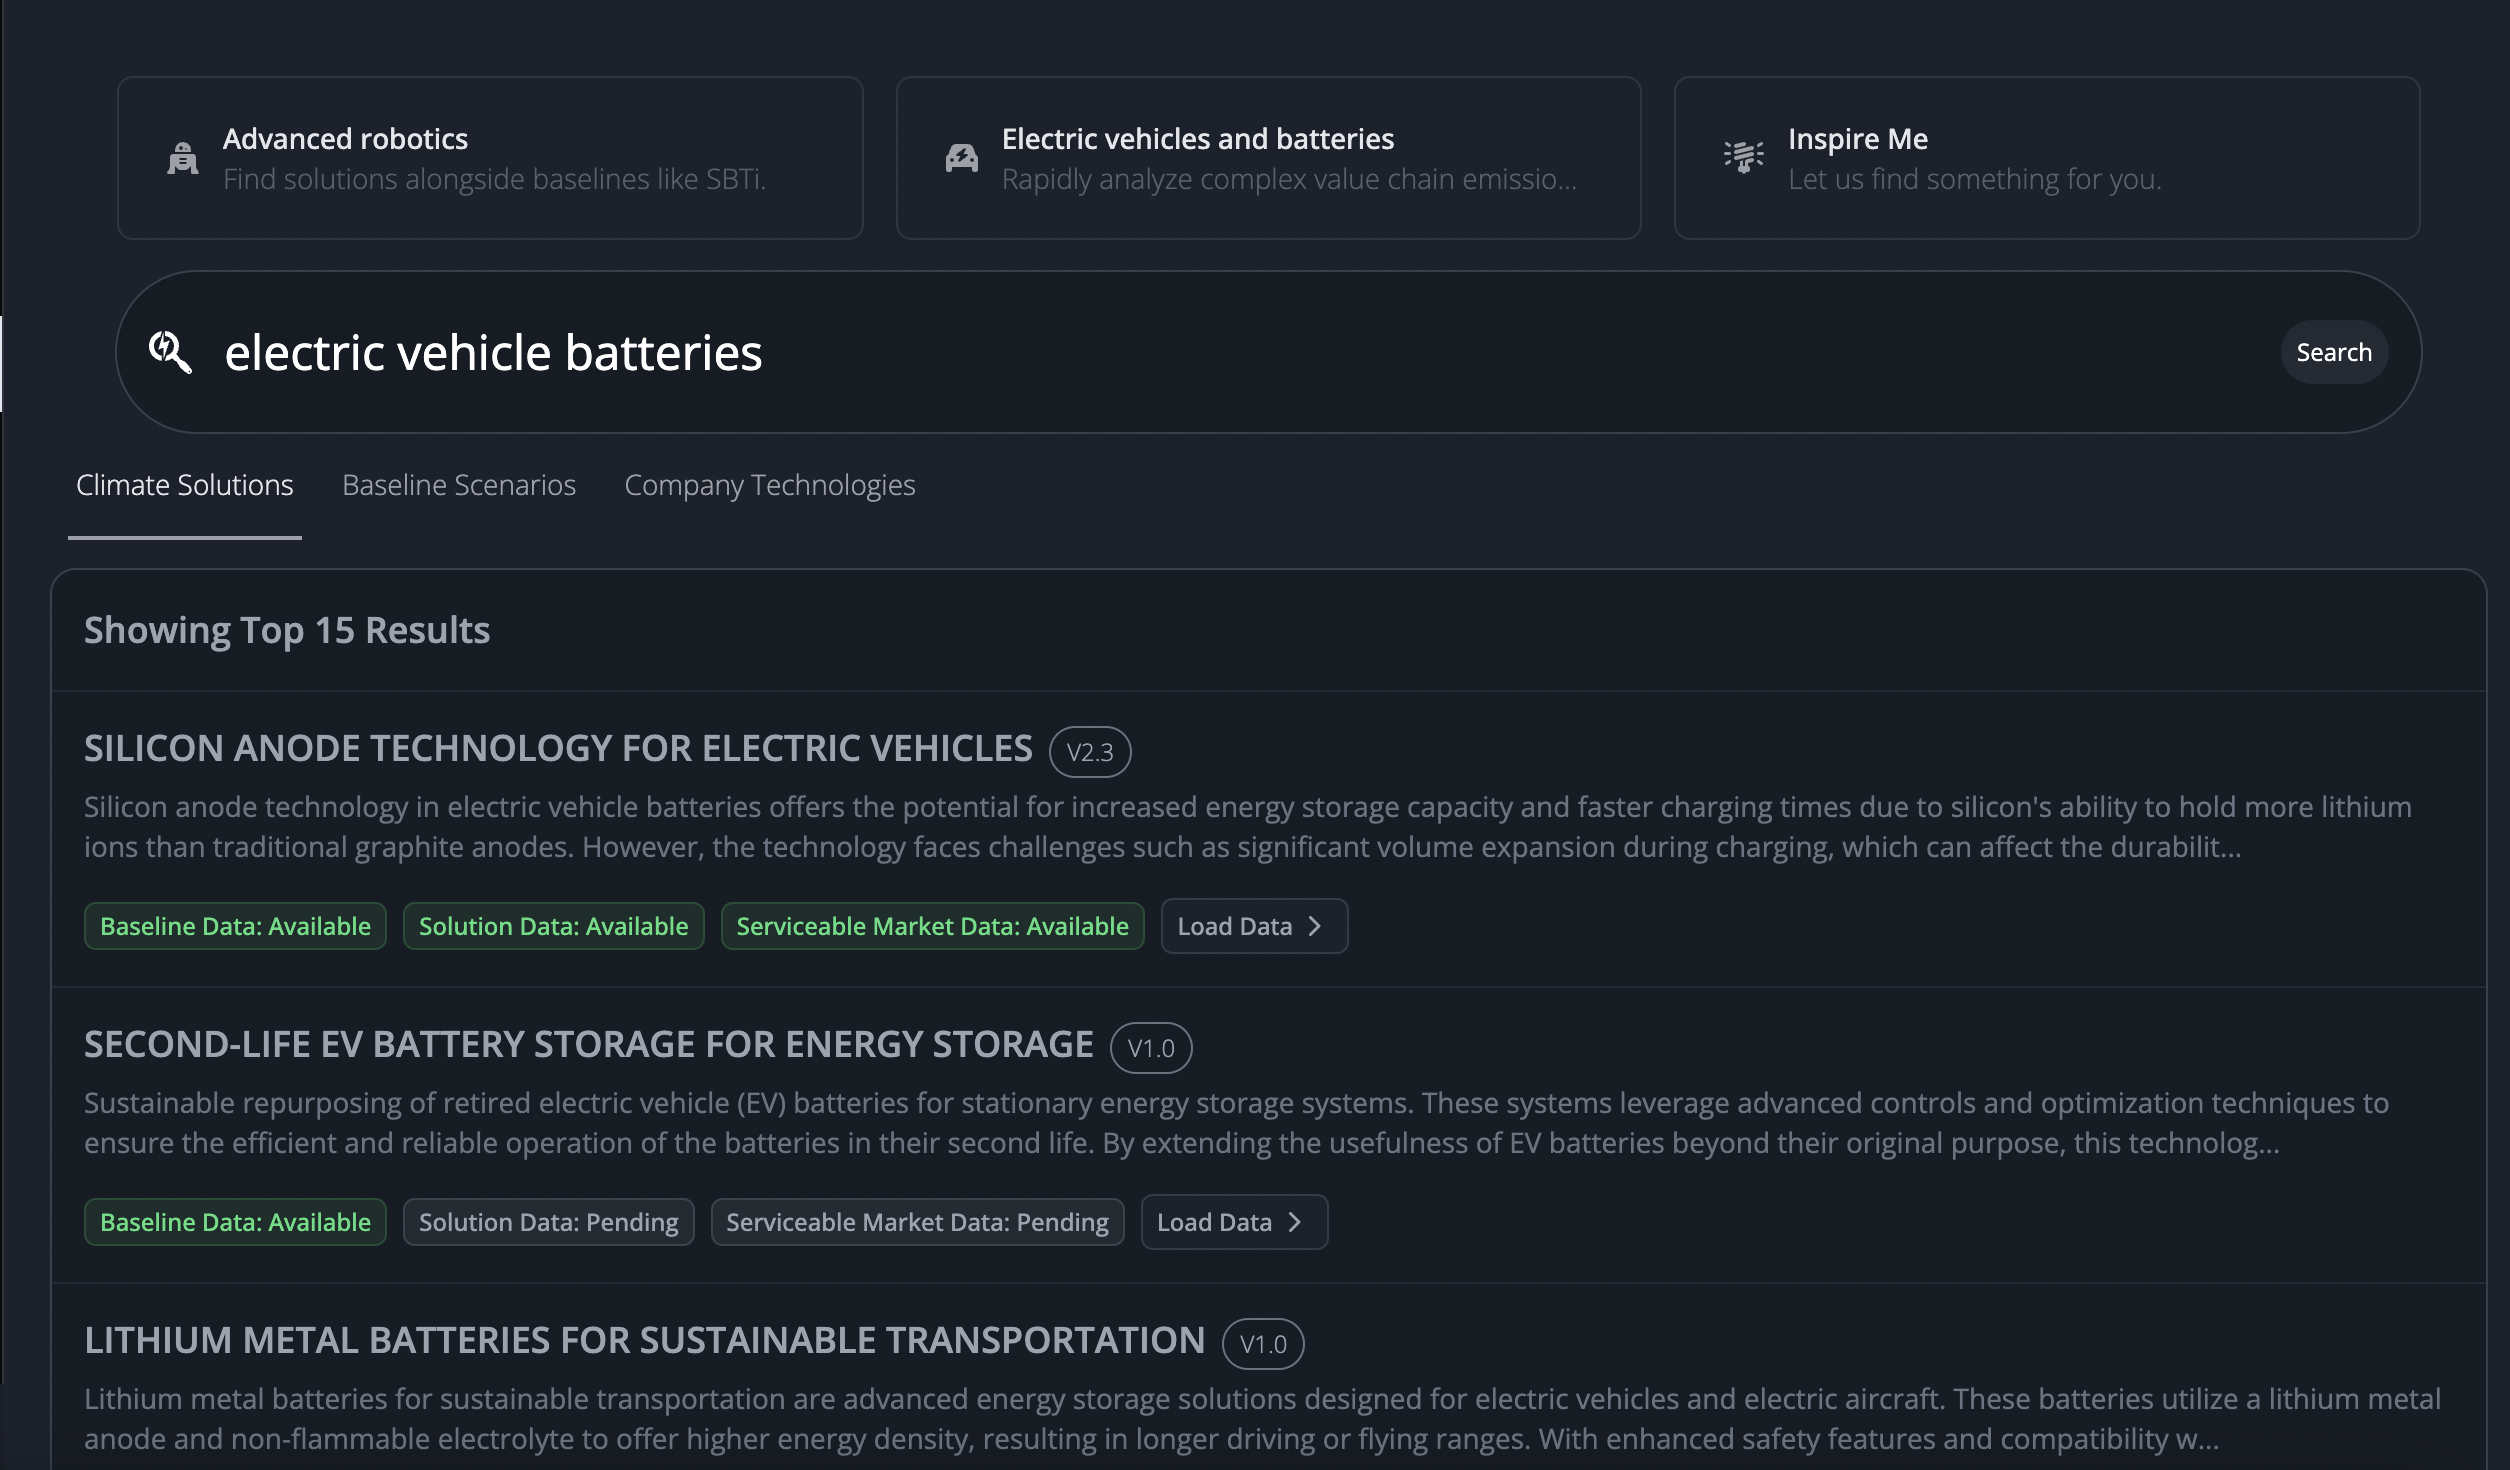 Advanced robotics
Find solutions alongside baselines like SBTi.
Electric vehicles and batteries
Rapidly analyze complex value chain emissio...
Inspire Me
Let us find something for you.
electric vehicle batteries
Search
Climate Solutions
Baseline Scenarios
Company Technologies
Showing Top 15 Results
SILICON ANODE TECHNOLOGY FOR ELECTRIC VEHICLES V2.3
Silicon anode technology in electric vehicle batteries offers the potential for increased energy storage capacity and faster charging times due to silicon's ability to hold more lithium
ions than traditional graphite anodes. However, the technology faces challenges such as significant volume expansion during charging, which can affect the durabilit...
Baseline Data: Available
Solution Data: Available
Serviceable Market Data: Available
Load Data
SECOND-LIFE EV BATTERY STORAGE FOR ENERGY STORAGE V1.0
Sustainable repurposing of retired electric vehicle (EV) batteries for stationary energy storage systems. These systems leverage advanced controls and optimization techniques to
ensure the efficient and reliable operation of the batteries in their second life. By extending the usefulness of EV batteries beyond their original purpose, this technolog...
Baseline Data: Available
Solution Data: Pending
Serviceable Market Data: Pending
Load Data
LITHIUM METAL BATTERIES FOR SUSTAINABLE TRANSPORTATION V1.0
Lithium metal batteries for sustainable transportation are advanced energy storage solutions designed for electric vehicles and electric aircraft. These batteries utilize a lithium metal
anode and non-flammable electrolyte to offer higher energy density, resulting in longer driving or flying ranges. With enhanced safety features and compatibility w...